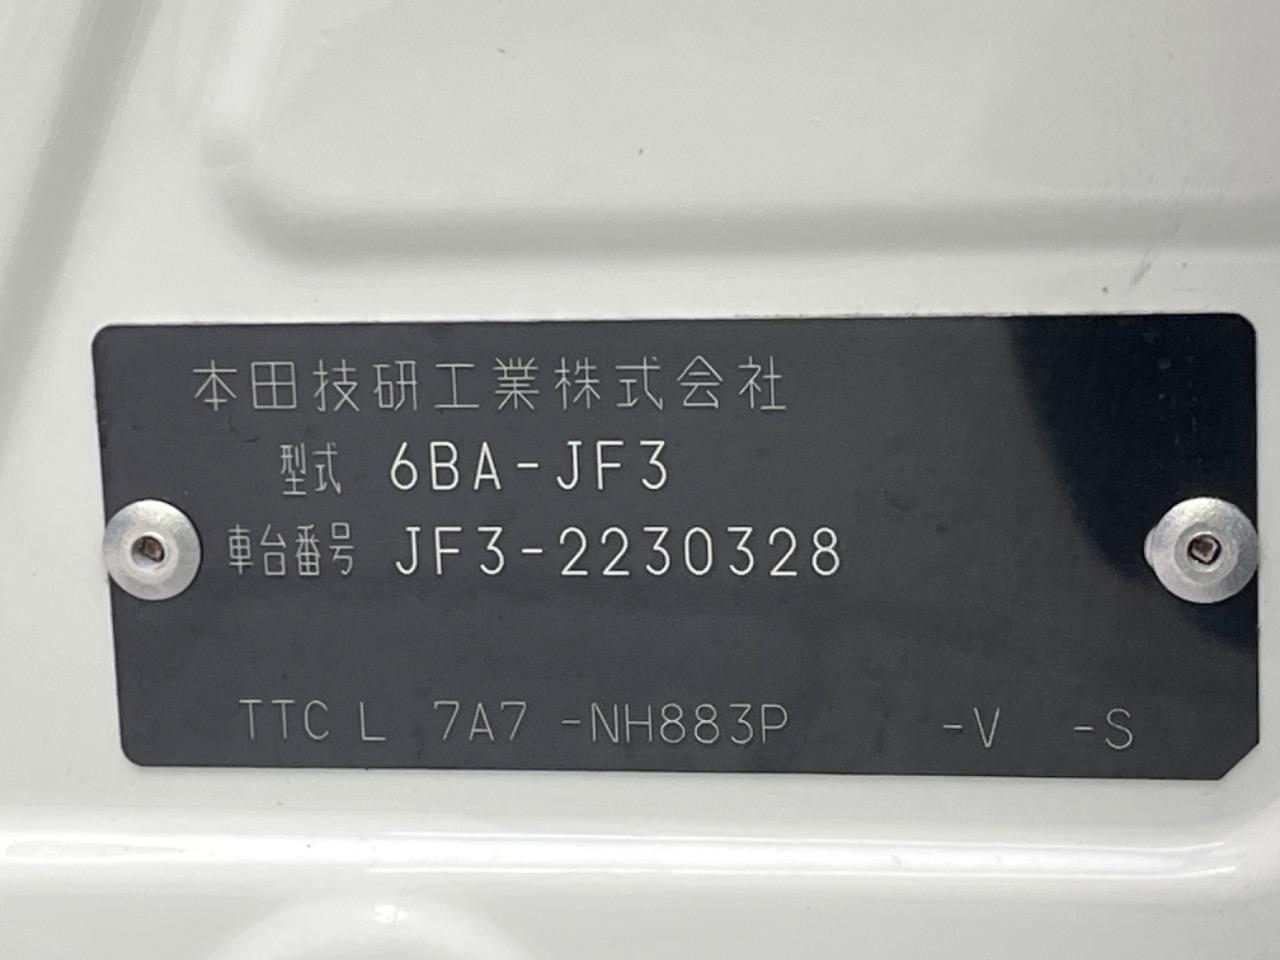 本田技研工業株式会社
型式 6BA-JF3
車台番号 JF3-2230328
TTC L 7A7 -NH883P -V -S